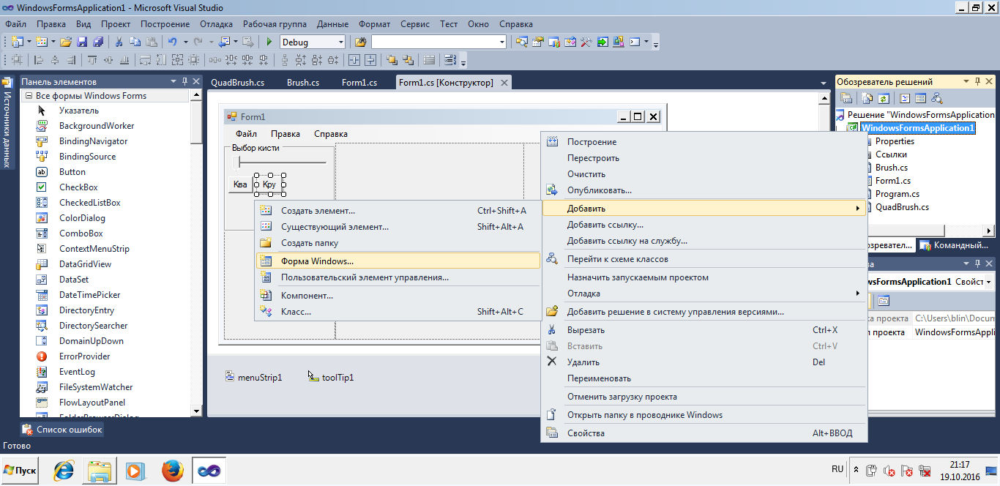 WindowsFormsApplication1 - Microsoft Visual Studio
Файл Правка Вид Проект Построение Отладка Рабочая группа Данные Формат Сервис Тест Окно Справка
Debug
Источники данных
Панель элементов
Все формы Windows Forms
Указатель
BackgroundWorker
BindingNavigator
BindingSource
Button
CheckBox
CheckedListBox
ColorDialog
ComboBox
ContextMenuStrip
DataGridView
DataSet
DateTimePicker
DirectoryEntry
DirectorySearcher
DomainUpDown
ErrorProvider
EventLog
FileSystemWatcher
FlowLayoutPanel
FolderBrowserDialog
QuadBrush.cs Brush.cs Form1.cs Form1.cs [Конструктор]
Form1
Файл Правка Справка
Выбор кисти
Ква Кру
Создать элемент... Ctrl+Shift+A
Существующий элемент... Shift+Alt+A
Создать папку
Форма Windows...
Пользовательский элемент управления...
Компонент...
Класс... Shift+Alt+C
menuStrip1 toolTip1
Построение
Перестроить
Очистить
Опубликовать...
Добавить
Добавить ссылку...
Добавить ссылку на службу...
Перейти к схеме классов
Назначить запускаемым проектом
Отладка
Добавить решение в систему управления версиями...
Вырезать Ctrl+X
Вставить Ctrl+V
Удалить Del
Переименовать
Отменить загрузку проекта
Открыть папку в проводнике Windows
Свойства Alt+ВВОД
Обозреватель решений
Решение "WindowsFormsApplication
WindowsFormsApplication1
Properties
Ссылки
Brush.cs
Form1.cs
Program.cs
QuadBrush.cs
озревател... Командный...
ва
wsFormsApplication1 Свойст
ка проекта C:\Users\blin\Docum
л проекта WindowsFormsAppli
Список ошибок
Готово
Пуск
RU
21:17
19.10.2016